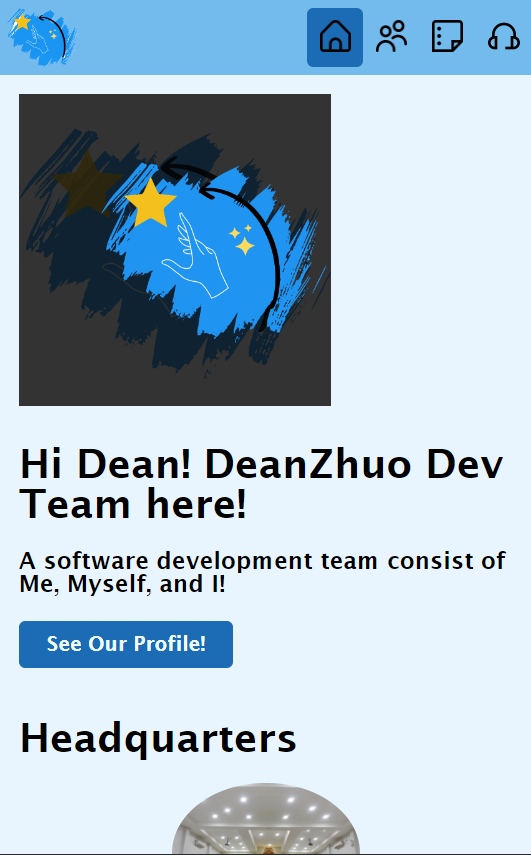 Hi Dean! DeanZhuo Dev
Team here!
A software development team consist of
Me, Myself, and I!
See Our Profile!
Headquarters